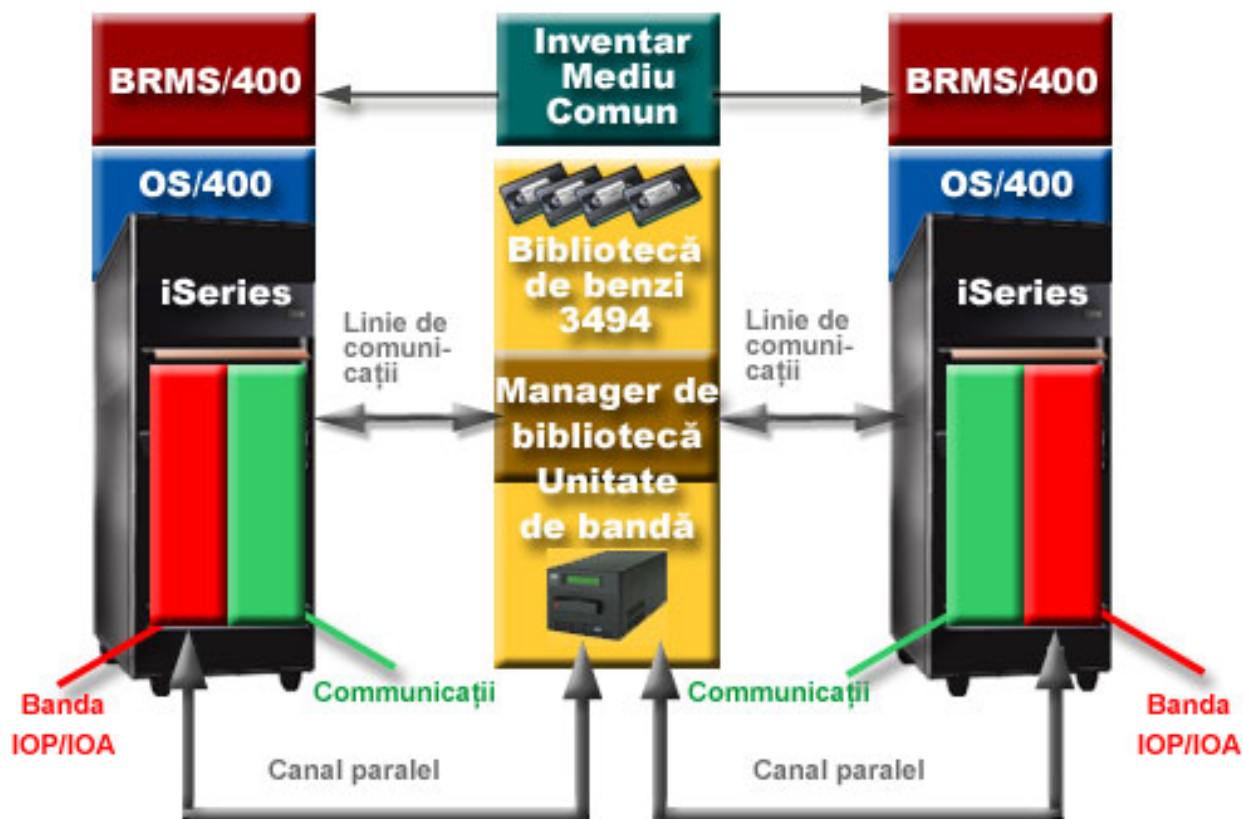 BRMS/400
Inventar
Mediu
Comun
BRMS/400
OS/400
iSeries
Bibliotecă
de benzi
3494
OS/400
iSeries
Linie de
comuni-
cații
Linie de
comuni-
cații
Manager de
bibliotecă
Unitate
de bandă
Banda
IOP/IOA
Communicații
Communicații
Banda
IOP/IOA
Canal paralel
Canal paralel